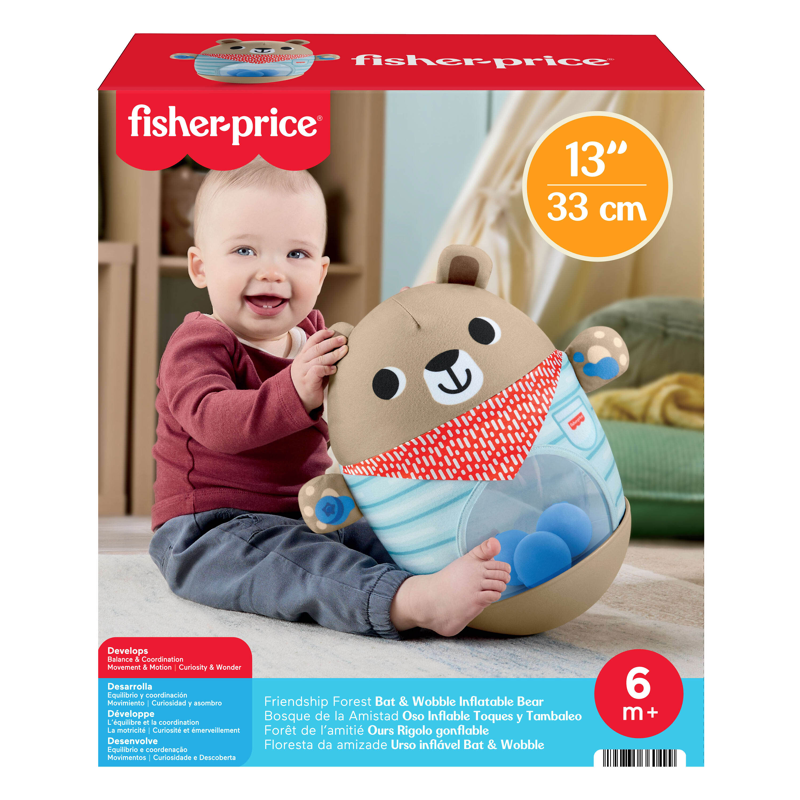 fisher-price®
fisher-price®
13”
33 cm
fisher-price
Develops
Balance & Coordination
Movement & Motion | Curiosity & Wonder
Desarrolla
Equilibrio y coordinación
Movimiento | Curiosidad y asombro
Développe
L'équilibre et la coordination
La motricité | Curiosité et émerveillement
Desenvolve
Equilíbrio e coordenação
Movimentos | Curiosidade e Descoberta
Friendship Forest Bat & Wobble Inflatable Bear
Bosque de la Amistad Oso Inflable Toques y Tambaleo
Forêt de l'amitié Ours Rigolo gonflable
Floresta da amizade Urso inflável Bat & Wobble
6
m+